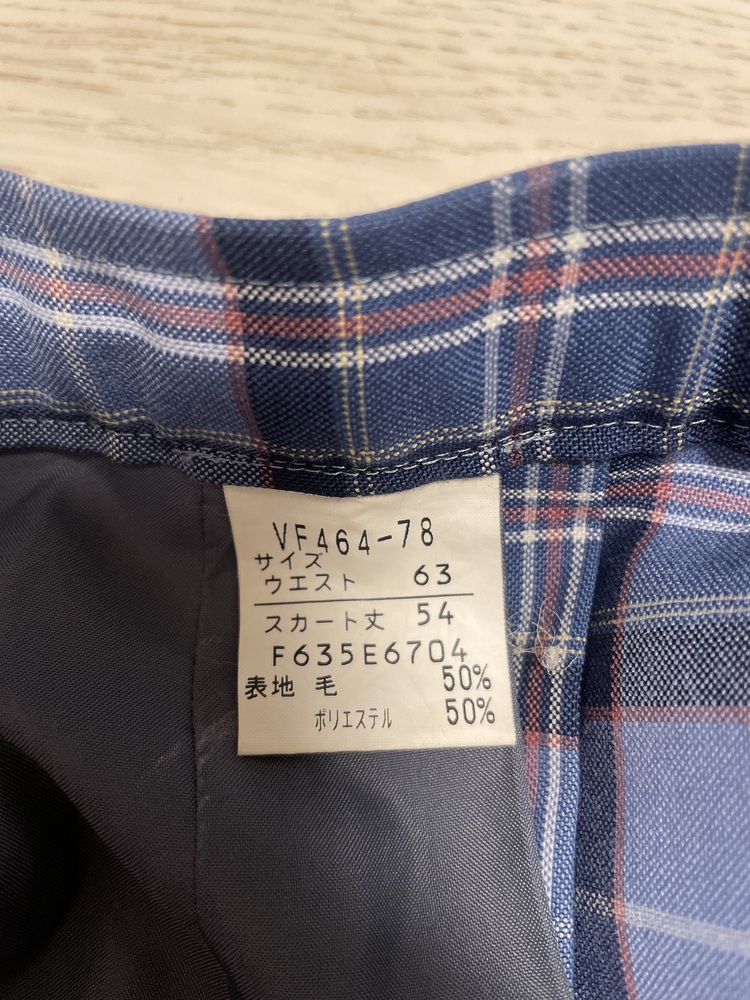 VF464-78
サイズ
ウエスト 63
スカート丈 54
F635E6704
表地 毛 50%
ポリエステル 50%